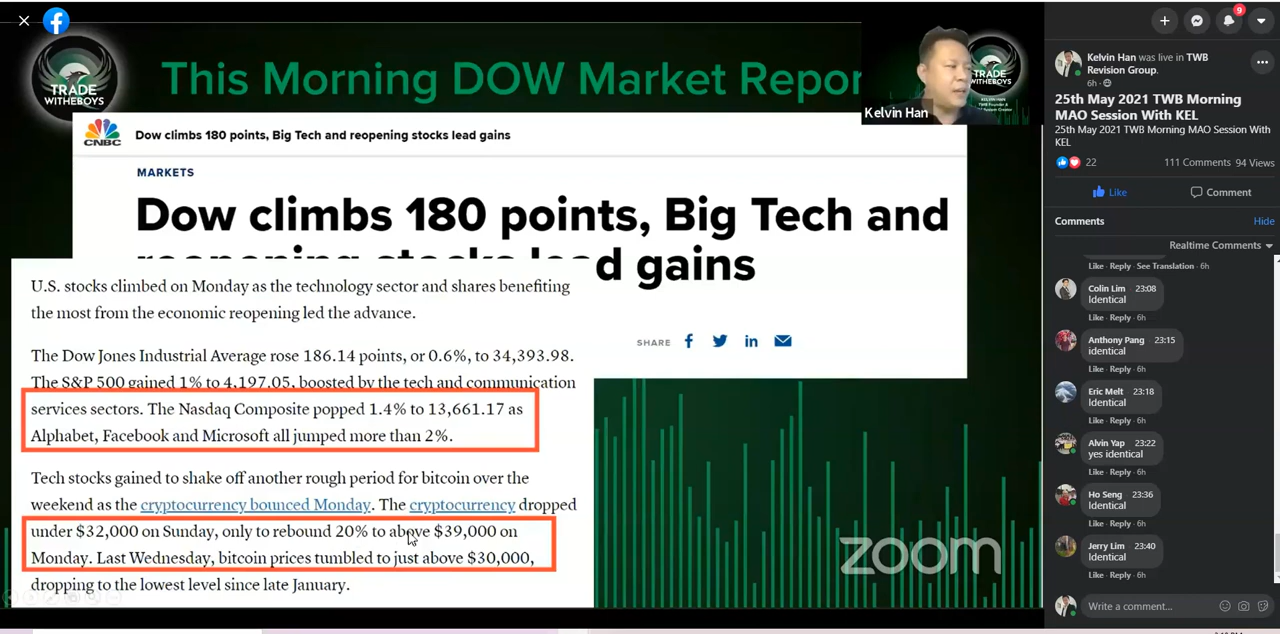 This Morning DOW Market Repor
TRADE
WITHEBOYS
TRADE
WITHEBOYS
Kelvin Han
CNBC
Dow climbs 180 points, Big Tech and reopening stocks lead gains
MARKETS
Dow climbs 180 points, Big Tech and
reopening stocks lead gains
SHARE
U.S. stocks climbed on Monday as the technology sector and shares benefiting
the most from the economic reopening led the advance.
The Dow Jones Industrial Average rose 186.14 points, or 0.6%, to 34,393.98.
The S&P 500 gained 1% to 4,197.05, boosted by the tech and communication
services sectors. The Nasdaq Composite popped 1.4% to 13,661.17 as
Alphabet, Facebook and Microsoft all jumped more than 2%.
Tech stocks gained to shake off another rough period for bitcoin over the
weekend as the cryptocurrency bounced Monday. The cryptocurrency dropped
under $32,000 on Sunday, only to rebound 20% to above $39,000 on
Monday. Last Wednesday, bitcoin prices tumbled to just above $30,000,
dropping to the lowest level since late January.
zoom
9
Kelvin Han was live in TWB
Revision Group.
6h
25th May 2021 TWB Morning
MAO Session With KEL
25th May 2021 TWB Morning MAO Session With
KEL
22 111 Comments 94 Views
Like Comment
Comments Hide
Realtime Comments
Like · Reply · See Translation · 6h
Colin Lim 23:08
Identical
Like · Reply · 6h
Anthony Pang 23:15
identical
Like · Reply · 6h
Eric Melt 23:18
Identical
Like · Reply · 6h
Alvin Yap 23:22
yes identical
Like · Reply · 6h
Ho Seng 23:36
Identical
Like · Reply · 6h
Jerry Lim 23:40
Identical
Like · Reply · 6h
Write a comment...